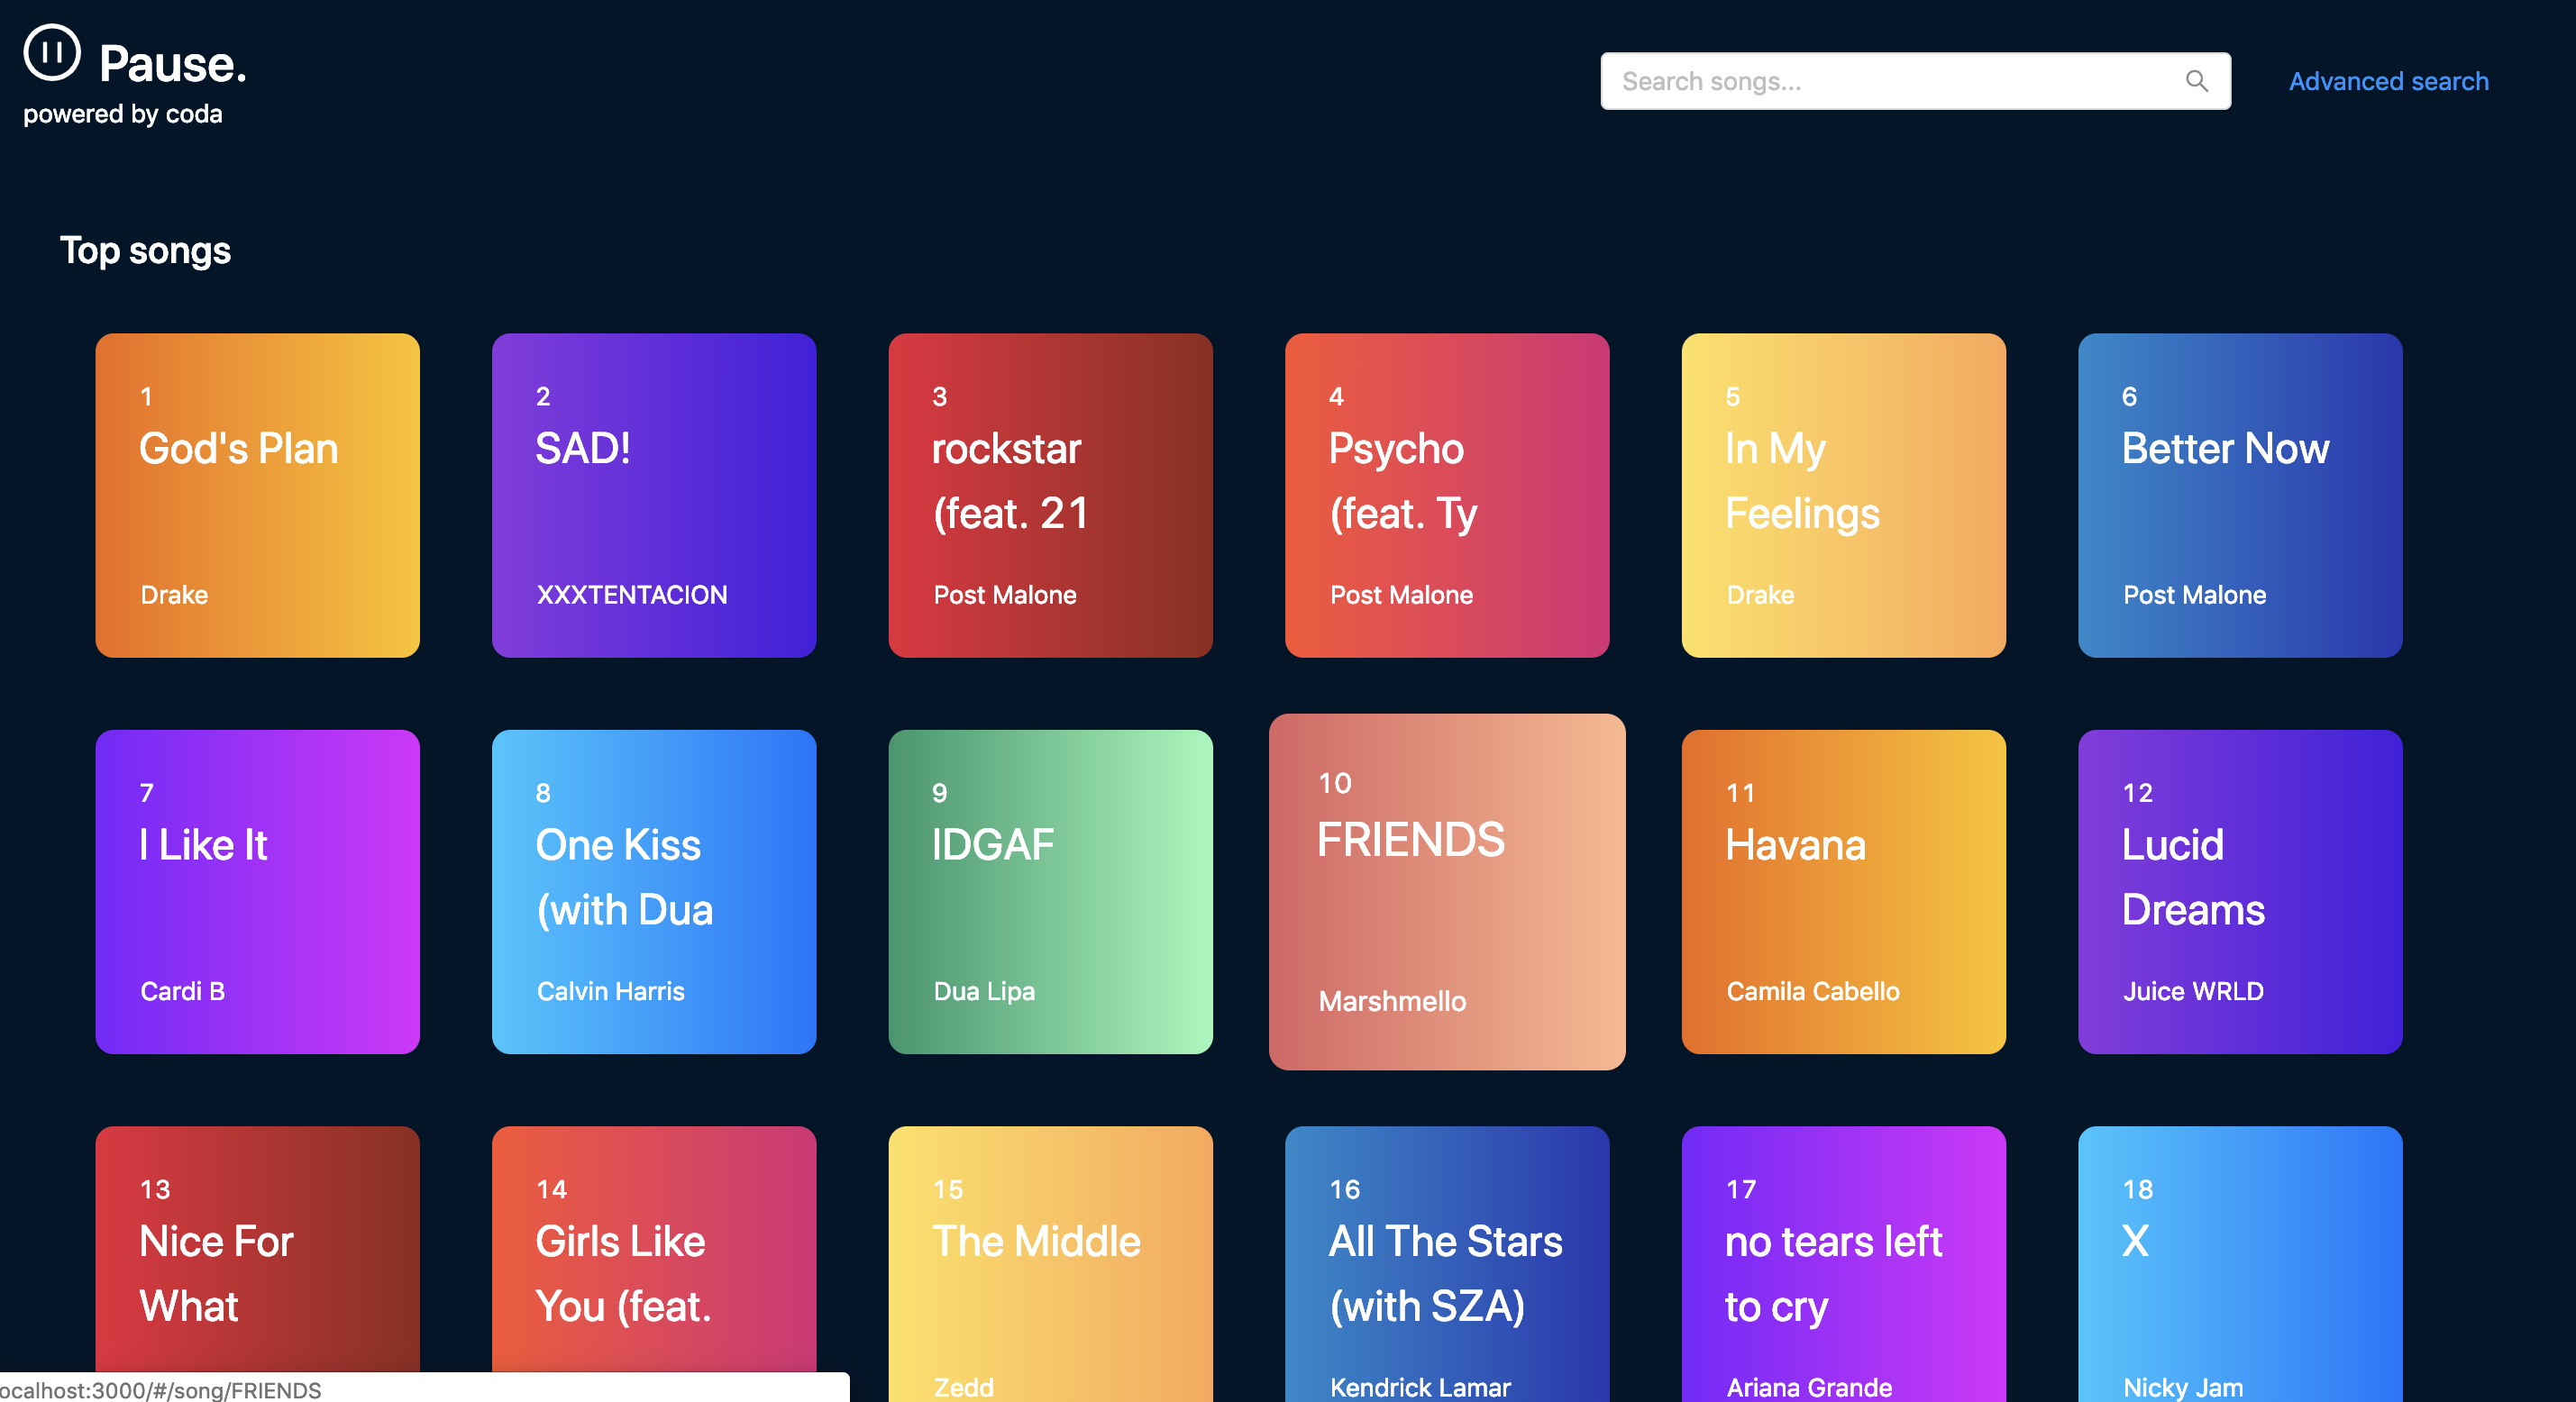 Pause.
powered by coda
Search songs...
Advanced search
Top songs
1
God's Plan
Drake
2
SAD!
XXXTENTACION
3
rockstar
(feat. 21
Post Malone
4
Psycho
(feat. Ty
Post Malone
5
In My
Feelings
Drake
6
Better Now
Post Malone
7
I Like It
Cardi B
8
One Kiss
(with Dua
Calvin Harris
9
IDGAF
Dua Lipa
10
FRIENDS
Marshmello
11
Havana
Camila Cabello
12
Lucid
Dreams
Juice WRLD
13
Nice For
What
14
Girls Like
You (feat.
15
The Middle
Zedd
16
All The Stars
(with SZA)
Kendrick Lamar
17
no tears left
to cry
Ariana Grande
18
X
Nicky Jam
ocalhost:3000/#/song/FRIENDS